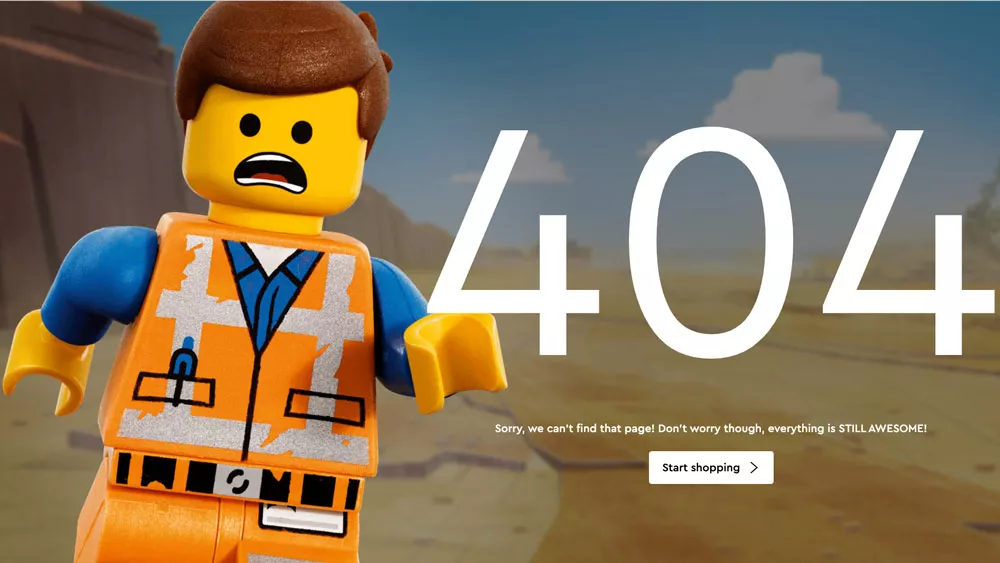 404
Sorry, we can't find that page! Don't worry though, everything is STILL AWESOME!
Start shopping